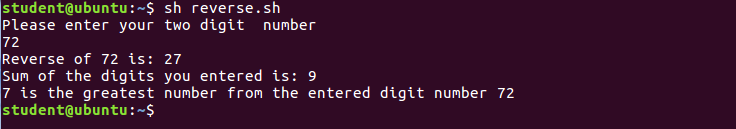 student@ubuntu:~$ sh reverse.sh
Please enter your two digit  number
72
Reverse of 72 is: 27
Sum of the digits you entered is: 9
7 is the greatest number from the entered digit number 72
student@ubuntu:~$